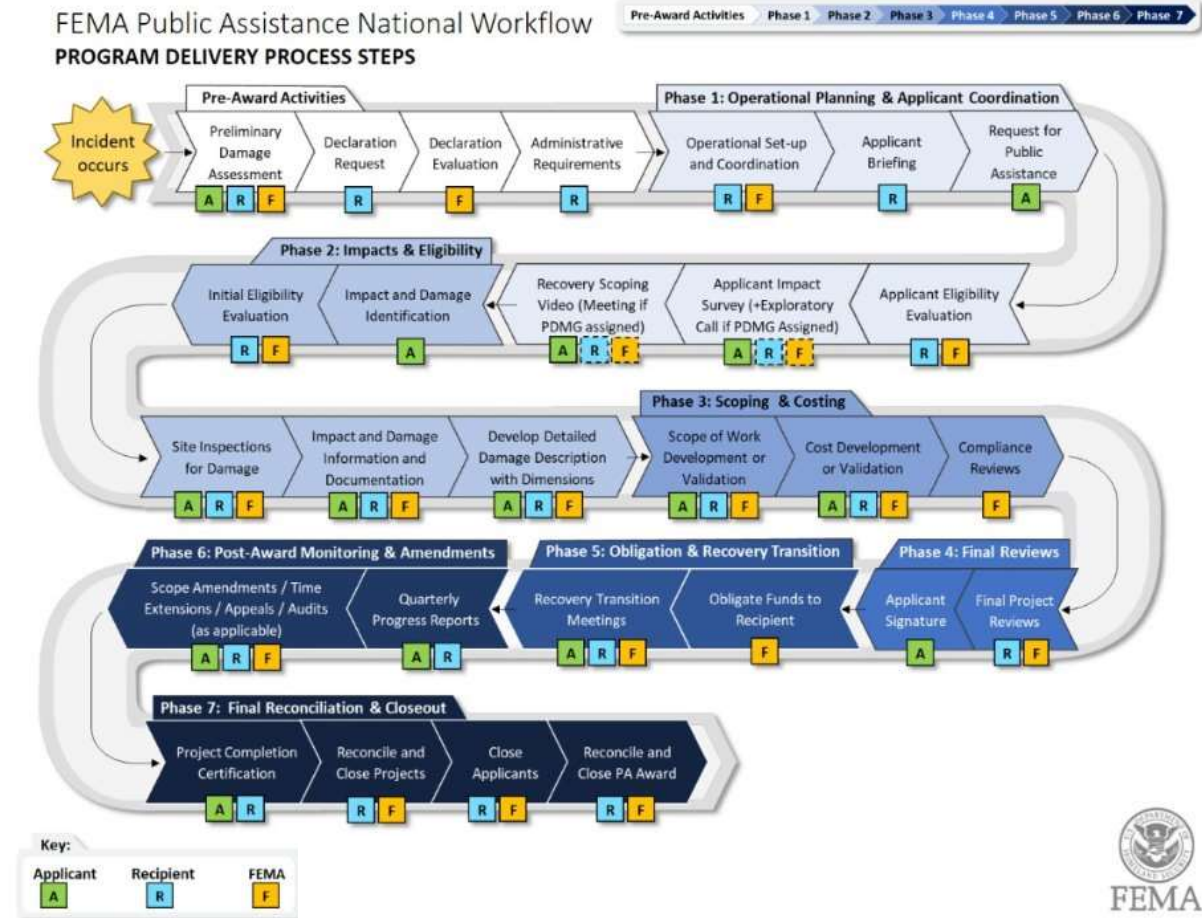 FEMA Public Assistance National Workflow
PROGRAM DELIVERY PROCESS STEPS
Pre-Award Activities Phase 1 Phase 2 Phase 3 Phase 4 Phase 5 Phase 6 Phase 7
Incident
occurs
Pre-Award Activities
Preliminary
Damage
Assessment
A R F
Declaration
Request
R
Declaration
Evaluation
F
Administrative
Requirements
R
Phase 1: Operational Planning & Applicant Coordination
Operational Set-up
and Coordination
R F
Applicant
Briefing
R
Request for
Public
Assistance
A
Applicant Eligibility
Evaluation
R F
Applicant Impact
Survey (+Exploratory
Call if PDMG Assigned)
A R F
Recovery Scoping
Video (Meeting if
PDMG assigned)
A R F
Phase 2: Impacts & Eligibility
Impact and Damage
Identification
A
Initial Eligibility
Evaluation
R F
Site Inspections
for Damage
A R F
Impact and Damage
Information and
Documentation
A R F
Develop Detailed
Damage Description
with Dimensions
A R F
Phase 3: Scoping & Costing
Scope of Work
Development or
Validation
A R F
Cost Development
or Validation
A R F
Compliance
Reviews
F
Phase 4: Final Reviews
Final Project
Reviews
R F
Applicant
Signature
A
Phase 5: Obligation & Recovery Transition
Obligate Funds to
Recipient
F
Recovery Transition
Meetings
A R F
Phase 6: Post-Award Monitoring & Amendments
Quarterly
Progress Reports
A R
Scope Amendments / Time
Extensions / Appeals / Audits
(as applicable)
A R F
Phase 7: Final Reconciliation & Closeout
Project Completion
Certification
A R
Reconcile and
Close Projects
R F
Close
Applicants
R F
Reconcile and
Close PA Award
R F
Key:
Applicant Recipient FEMA
A R F
FEMA